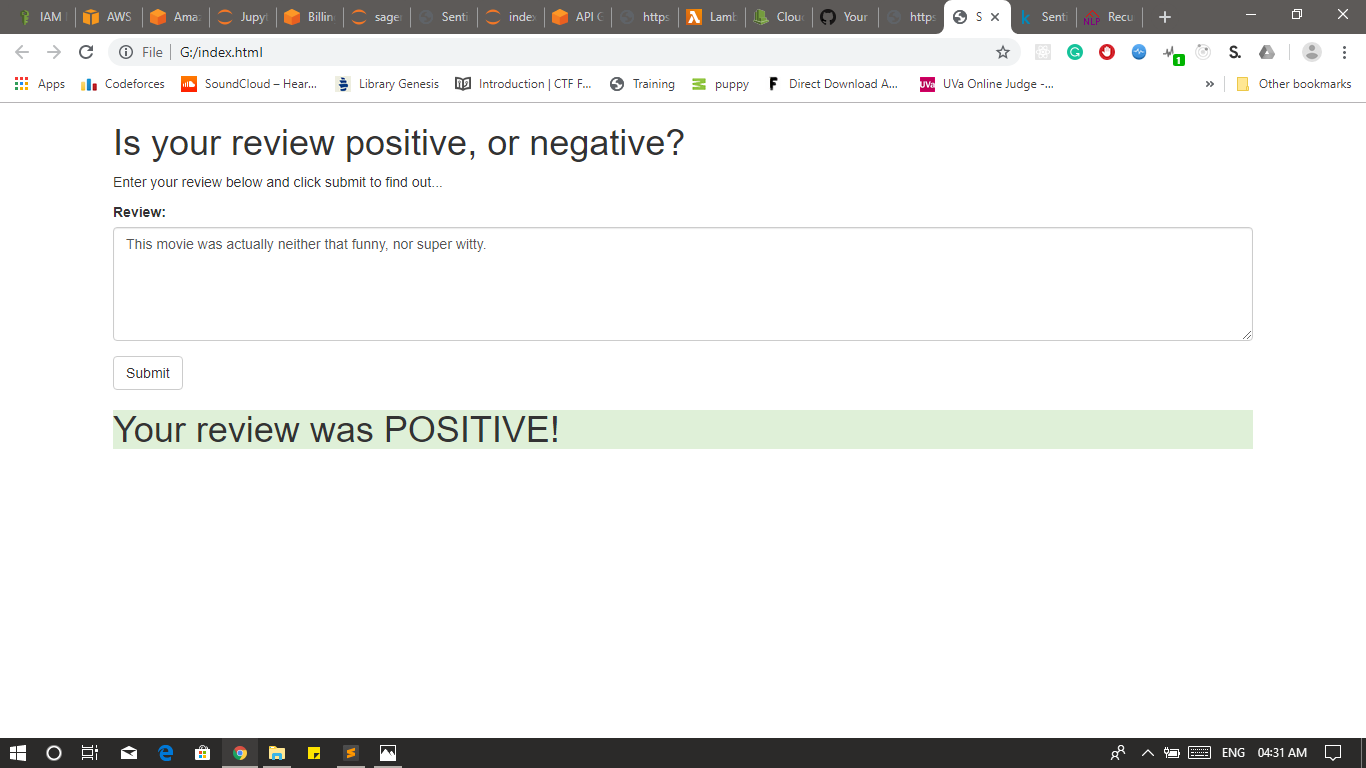 IAM AWS Ama Jupyt Billin sage Senti index API G https Lamb Clou Your https S Senti Recu
File G:/index.html
1 S.
Apps Codeforces SoundCloud – Hear... Library Genesis Introduction | CTF F... Training puppy Direct Download A... UVa Online Judge -... » Other bookmarks
Is your review positive, or negative?
Enter your review below and click submit to find out...
Review:
This movie was actually neither that funny, nor super witty.
Submit
Your review was POSITIVE!
ENG 04:31 AM